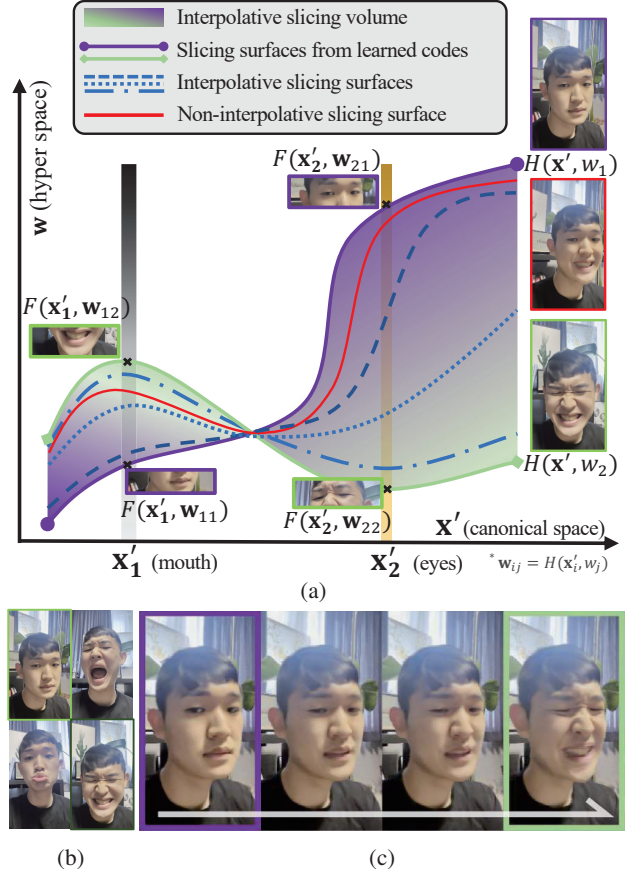 Interpolative slicing volume
Slicing surfaces from learned codes
Interpolative slicing surfaces
Non-interpolative slicing surface
w (hyper space)
F(x′₂, w₂₁)
H(x′, w₁)
F(x′₁, w₁₂)
F(x′₁, w₁₁)
F(x′₂, w₂₂)
H(x′, w₂)
x′ (canonical space)
x′₁ (mouth)
x′₂ (eyes)
* wᵢⱼ = H(x′ᵢ, wⱼ)
(a)
(b)
(c)